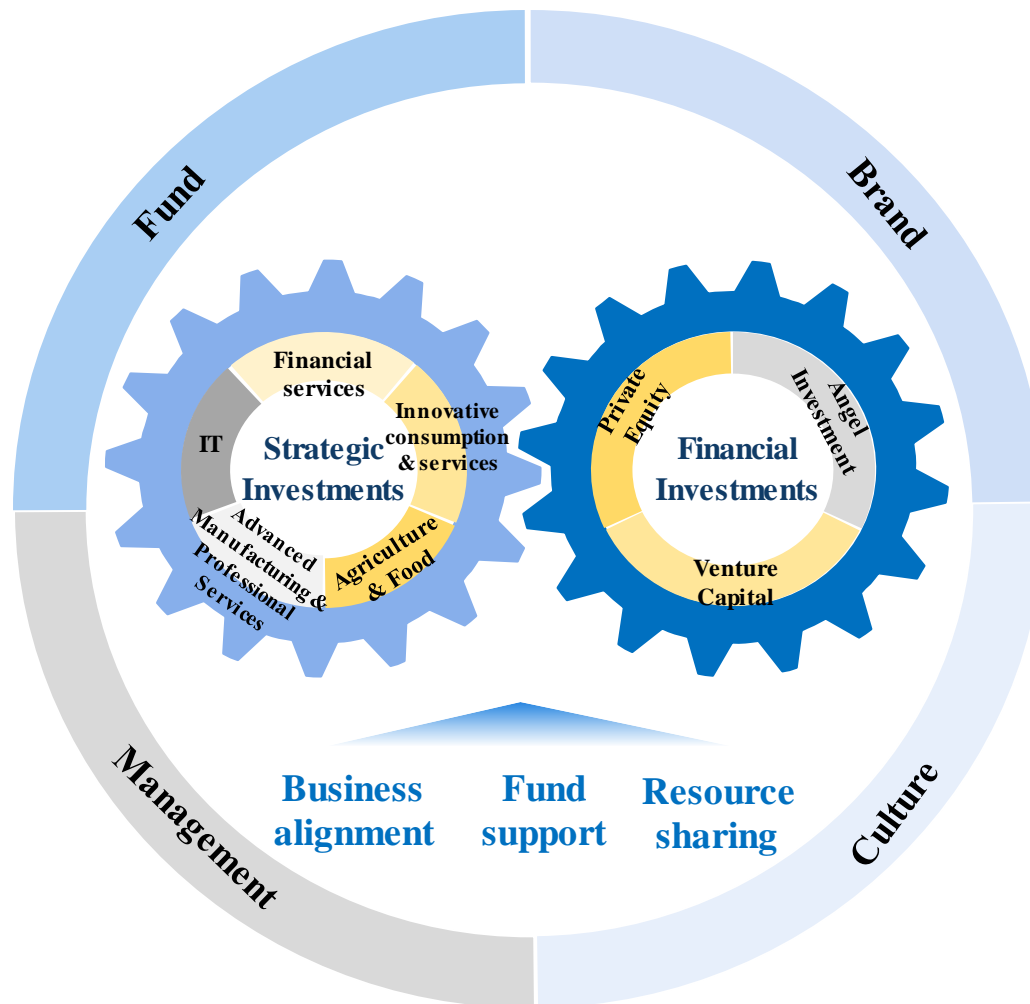 Fund
Brand
Financial
services
IT
Innovative
consumption
& services
Strategic
Investments
Advanced
Manufacturing &
Professional
Services
Agriculture
& Food
Private
Equity
Angel
Investment
Financial
Investments
Venture
Capital
Business
alignment
Fund
support
Resource
sharing
Management
Culture